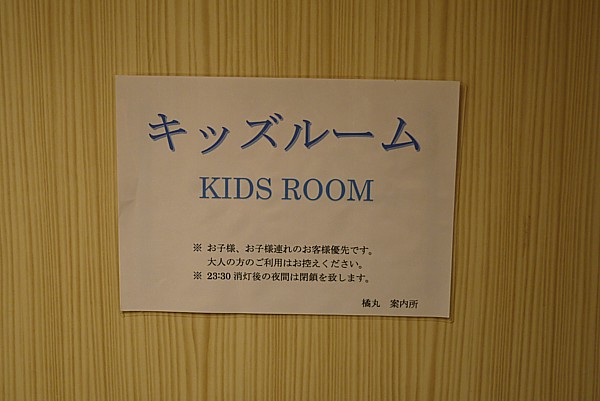 キッズルーム
KIDS ROOM
※ お子様、お子様連れのお客様優先です。
大人の方のご利用はお控えください。
※ 23:30 消灯後の夜間は閉鎖を致します。
橘丸 案内所